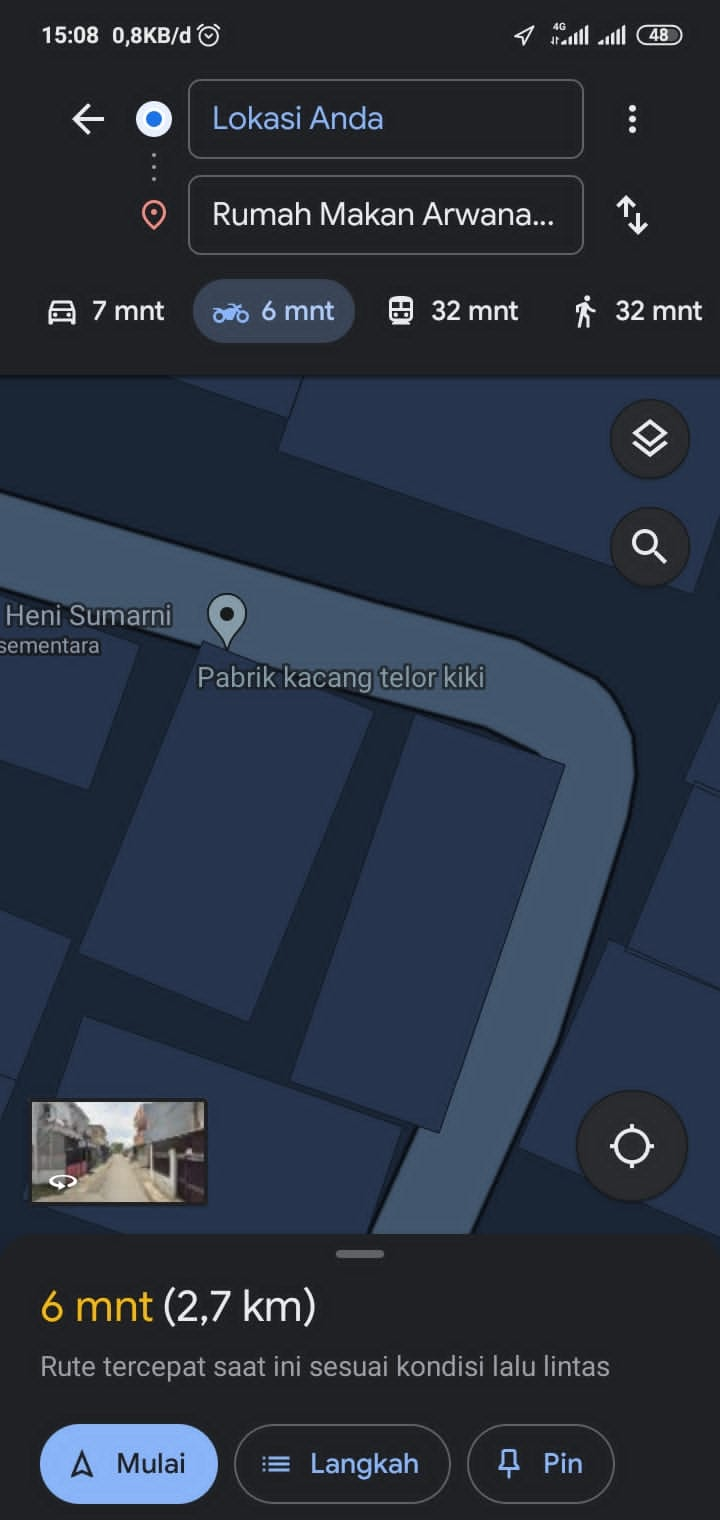 15:08 0,8KB/d
4G
48
Lokasi Anda
Rumah Makan Arwana...
7 mnt
6 mnt
32 mnt
32 mnt
Heni Sumarni
sementara
Pabrik kacang telor kiki
6 mnt (2,7 km)
Rute tercepat saat ini sesuai kondisi lalu lintas
Mulai
Langkah
Pin